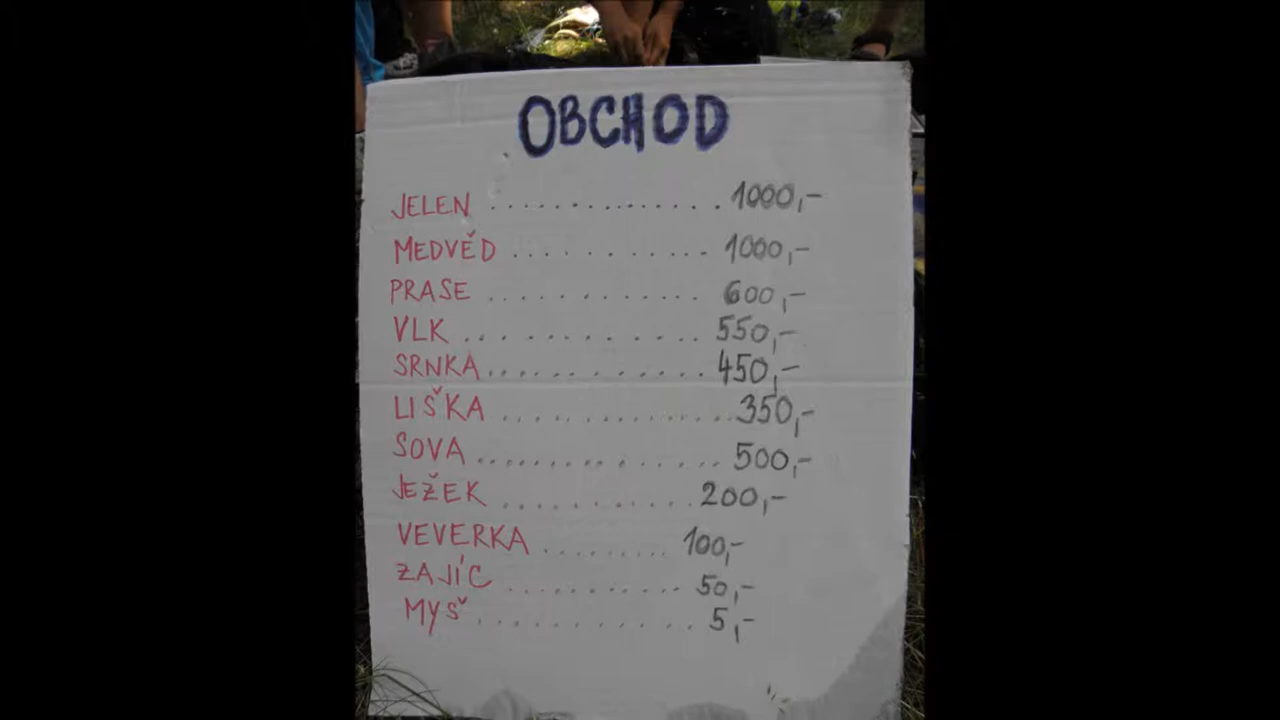 OBCHOD
JELEN .............. 1000,-
MEDVĚD ........... 1000,-
PRASE ............ 600,-
VLK ............. 550,-
SRNKA ............. 450,-
LIŠKA .............. 350,-
SOVA ................ 500,-
JEŽEK ........... 200,-
VEVERKA ......... 100,-
ZAJÍC ............. 50,-
MYŠ ............ 5,-